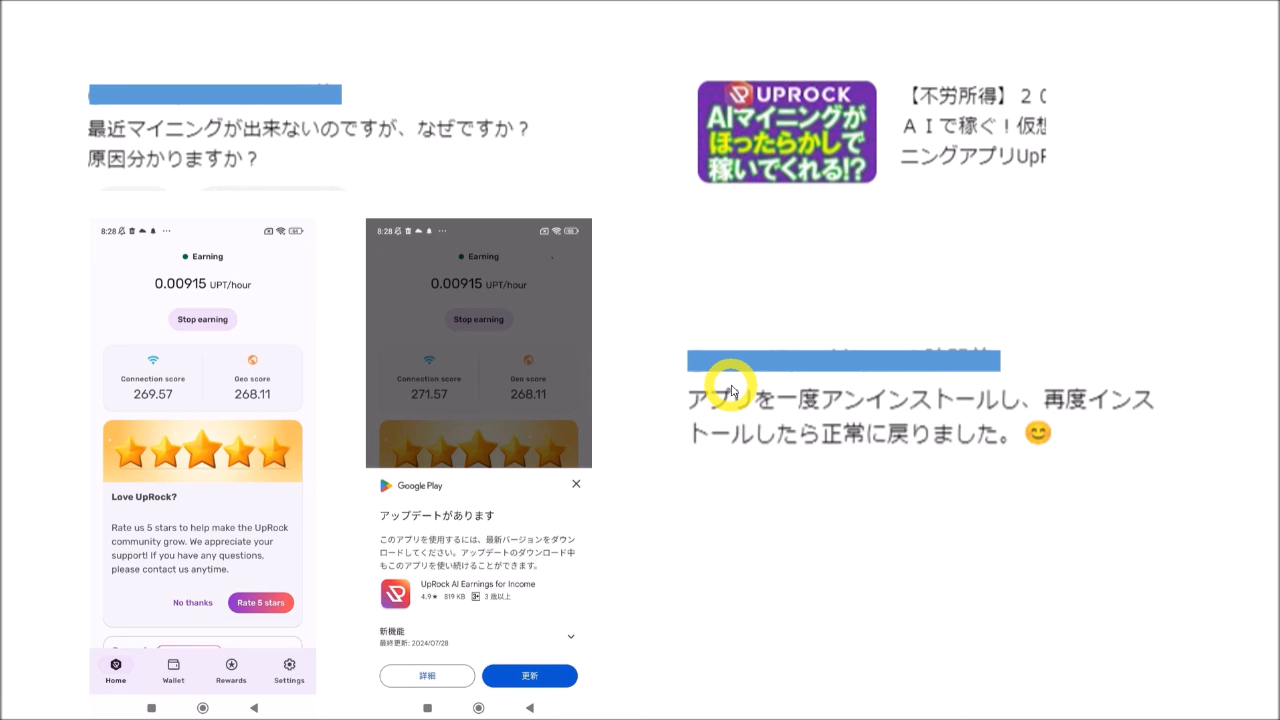 最近マイニングが出来ないのですが、なぜですか？
原因分かりますか？
UPROCK
AIマイニングが
ほったらかしで
稼いでくれる!?
【不労所得】２０
ＡＩで稼ぐ！仮想
ニングアプリUpR
8:28
Earning
0.00915 UPT/hour
Stop earning
Connection score
269.57
Geo score
268.11
Love UpRock?
Rate us 5 stars to help make the UpRock
community grow. We appreciate your
support! If you have any questions,
please contact us anytime.
No thanks
Rate 5 stars
Home
Wallet
Rewards
Settings
8:28
Earning
0.00915 UPT/hour
Stop earning
Connection score
271.57
Geo score
268.11
Google Play
アップデートがあります
このアプリを使用するには、最新バージョンをダウン
ロードしてください。アップデートのダウンロード中
もこのアプリを使い続けることができます。
UpRock AI Earnings for Income
4.9★ 819 KB 3+ 3 歳以上
新機能
最終更新: 2024/07/28
詳細
更新
アプリを一度アンインストールし、再度インス
トールしたら正常に戻りました。😊